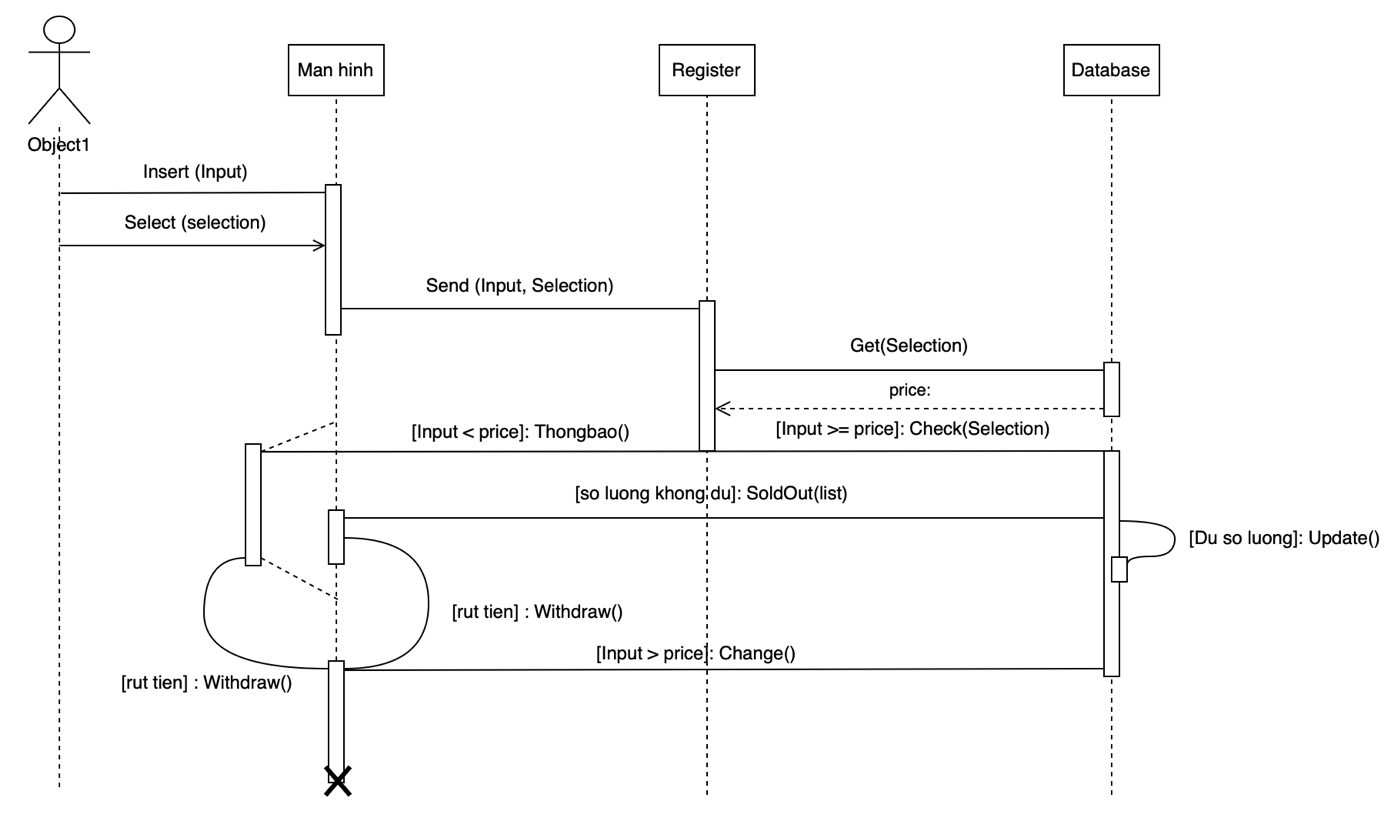 Man hinh
Register
Database
Object1
Insert (Input)
Select (selection)
Send (Input, Selection)
Get(Selection)
price:
[Input < price]: Thongbao()
[Input >= price]: Check(Selection)
[so luong khong du]: SoldOut(list)
[Du so luong]: Update()
[rut tien] : Withdraw()
[Input > price]: Change()
[rut tien] : Withdraw()